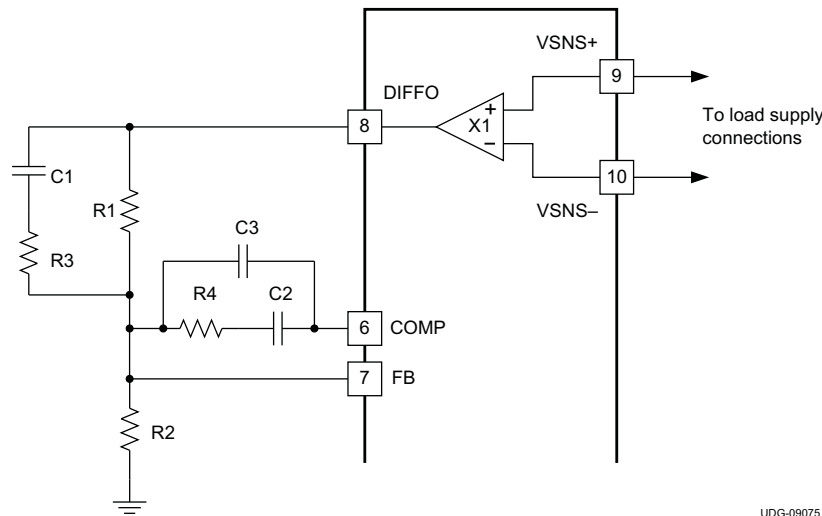 VSNS+
9
DIFFO
8
+
X1
–
To load supply
connections
C1
R1
10
VSNS–
C3
R3
R4
C2
6
COMP
7
FB
R2
UDG-09075